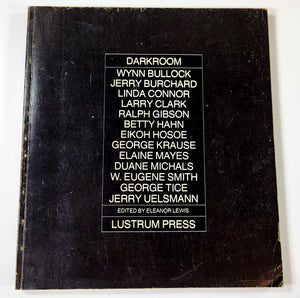 DARKROOM
WYNN BULLOCK
JERRY BURCHARD
LINDA CONNOR
LARRY CLARK
RALPH GIBSON
BETTY HAHN
EIKOH HOSOE
GEORGE KRAUSE
ELAINE MAYES
DUANE MICHALS
W. EUGENE SMITH
GEORGE TICE
JERRY UELSMANN
EDITED BY ELEANOR LEWIS
LUSTRUM PRESS